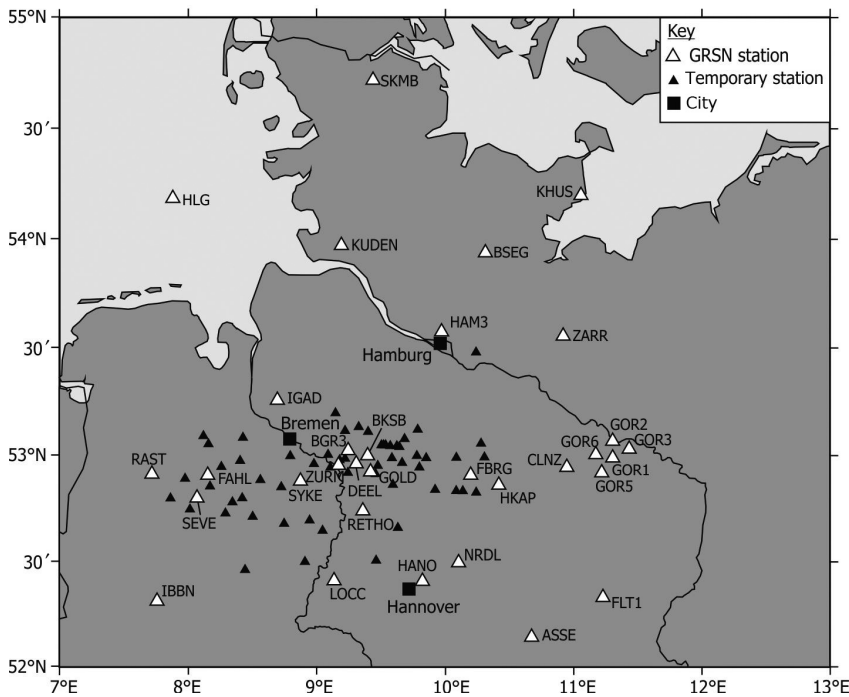 55°N
Key
GRSN station
Temporary station
City
SKMB
30′
KHUS
HLG
54°N
KUDEN
BSEG
HAM3
30′
Hamburg
ZARR
IGAD
Bremen
BKSB
GOR2
BGR3
GOR6
GOR3
53°N
RAST
CLNZ
FAHL
ZURN
GOLD
FBRG
GOR1
DEEL
SYKE
HKAP
GOR5
SEVE
RETHO
30′
NRDL
HANO
IBBN
LOCC
Hannover
FLT1
ASSE
52°N
7°E
8°E
9°E
10°E
11°E
12°E
13°E